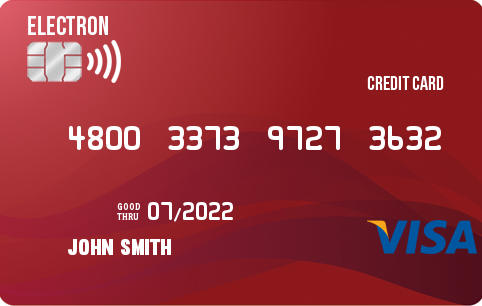 ELECTRON
CREDIT CARD
4800 3373 9727 3632
GOOD THRU 07/2022
JOHN SMITH
VISA